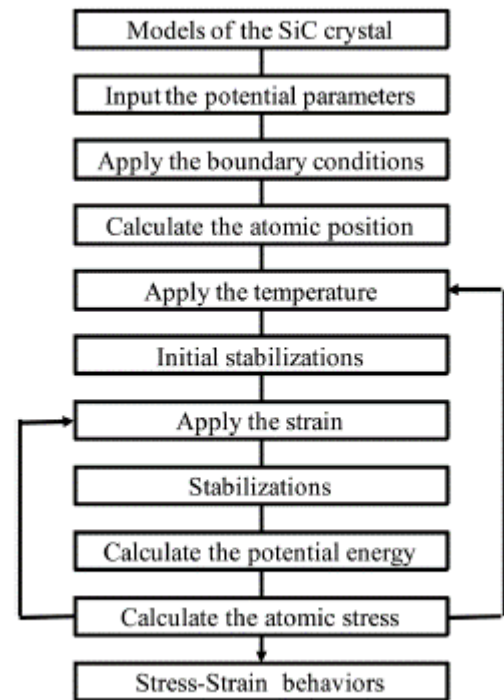 Models of the SiC crystal
Input the potential parameters
Apply the boundary conditions
Calculate the atomic position
Apply the temperature
Initial stabilizations
Apply the strain
Stabilizations
Calculate the potential energy
Calculate the atomic stress
Stress-Strain behaviors